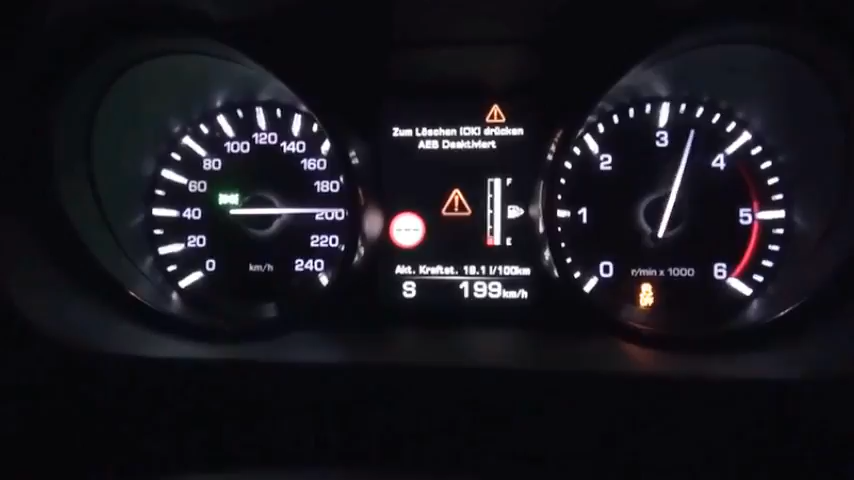 Zum Löschen [OK] drücken
AEB Deaktiviert
0
20
40
60
80
100
120
140
160
180
200
220
240
km/h
F
E
---
Akt. Kraftst. 18.1 l/100km
S 199 km/h
0
1
2
3
4
5
6
r/min x 1000
OFF